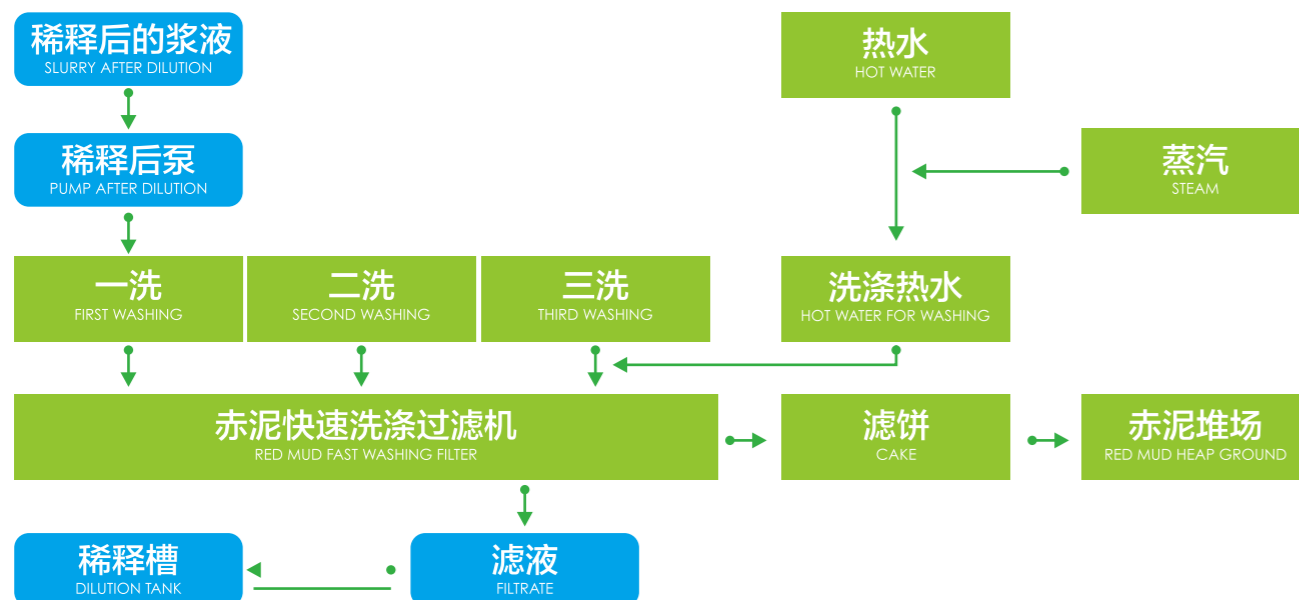 稀释后的浆液
SLURRY AFTER DILUTION
热水
HOT WATER
稀释后泵
PUMP AFTER DILUTION
蒸汽
STEAM
一洗
FIRST WASHING
二洗
SECOND WASHING
三洗
THIRD WASHING
洗涤热水
HOT WATER FOR WASHING
赤泥快速洗涤过滤机
RED MUD FAST WASHING FILTER
滤饼
CAKE
赤泥堆场
RED MUD HEAP GROUND
稀释槽
DILUTION TANK
滤液
FILTRATE